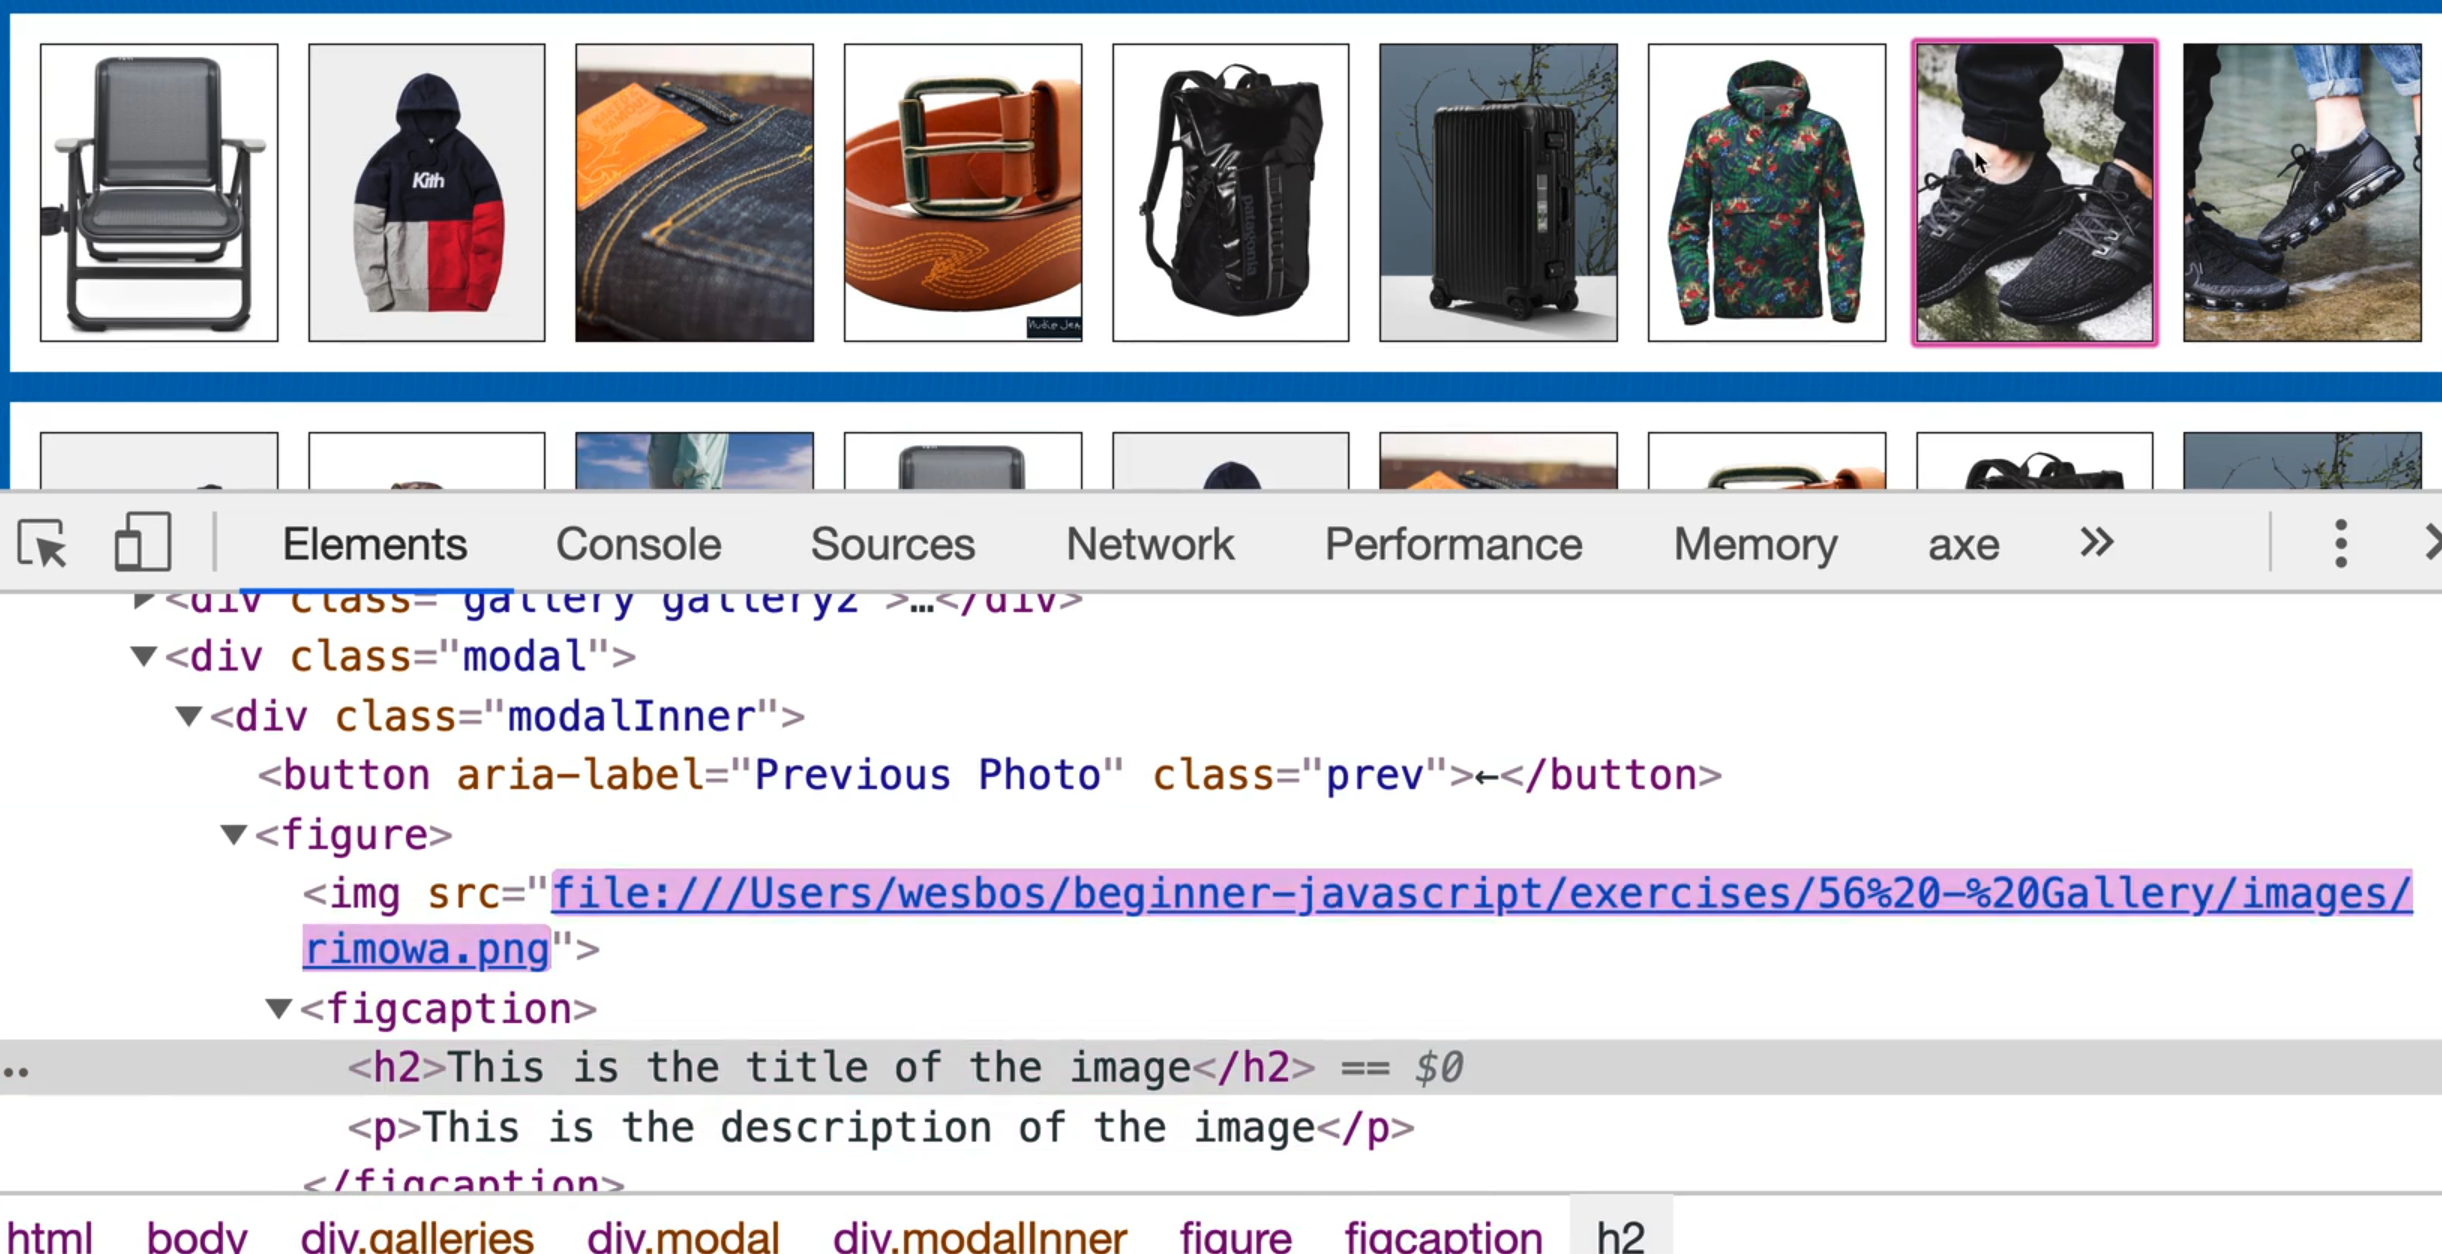 Kith
patagonia
Nudie Jea
Elements Console Sources Network Performance Memory axe
<div class="gallery gallery2">…</div>
<div class="modal">
<div class="modalInner">
<button aria-label="Previous Photo" class="prev">←</button>
<figure>
<img src="file:///Users/wesbos/beginner-javascript/exercises/56%20-%20Gallery/images/
rimowa.png">
<figcaption>
<h2>This is the title of the image</h2> == $0
<p>This is the description of the image</p>
</figcaption>
html body div.galleries div.modal div.modalInner figure figcaption h2